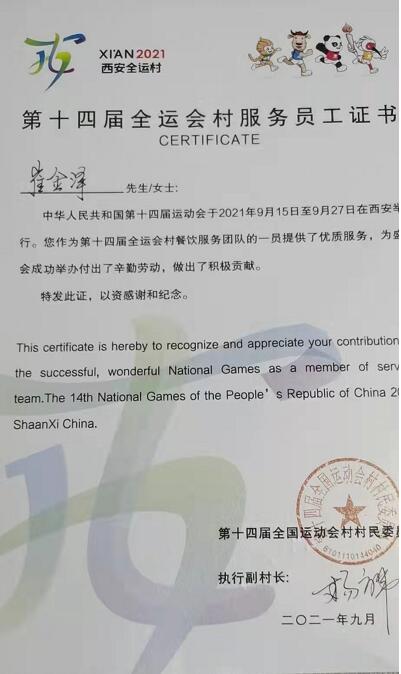 XI'AN 2021
西安全运村
第十四届全运会村服务员工证书
CERTIFICATE
崔金泽 先生/女士:
中华人民共和国第十四届运动会于2021年9月15日至9月27日在西安举
行。您作为第十四届全运会村餐饮服务团队的一员提供了优质服务，为盛
会成功举办付出了辛勤劳动，做出了积极贡献。
特发此证，以资感谢和纪念。
This certificate is hereby to recognize and appreciate your contribution
the successful, wonderful National Games as a member of serv
team.The 14th National Games of the People's Republic of China 20
ShaanXi China.
第十四届全国运动会村村民委员
6101110144040
执行副村长:
二〇二一年九月